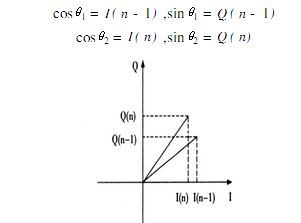 cos θ₁ = I( n - 1) ,sin θ₁ = Q( n - 1)
cos θ₂ = I( n) ,sin θ₂ = Q( n)
Q
Q(n)
Q(n−1)
I(n) I(n−1) I